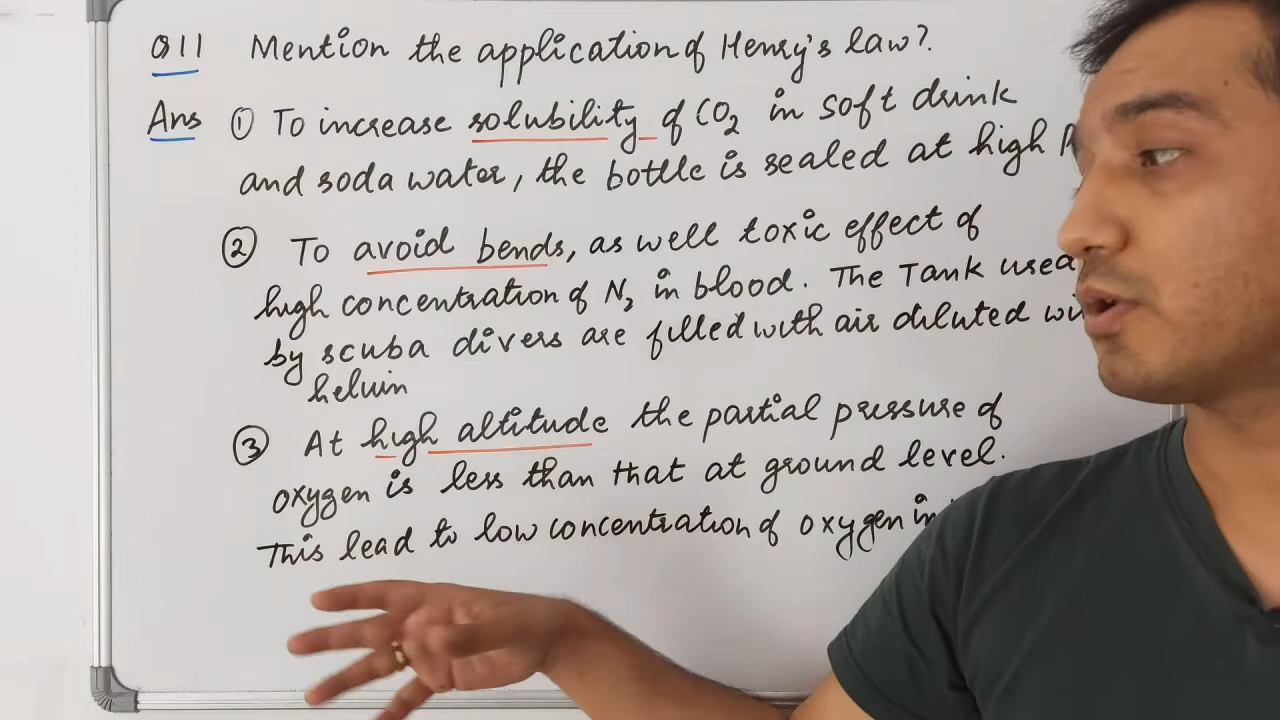 Q11 Mention the application of Henry's law?.
Ans ① To increase solubility of CO₂ in soft drink
and soda water, the bottle is sealed at high
② To avoid bends, as well toxic effect of
high concentration of N₂ in blood. The Tank used
by scuba divers are filled with air diluted
helium
③ At high altitude the partial pressure of
oxygen is less than that at ground level.
This lead to low concentration of oxygen in